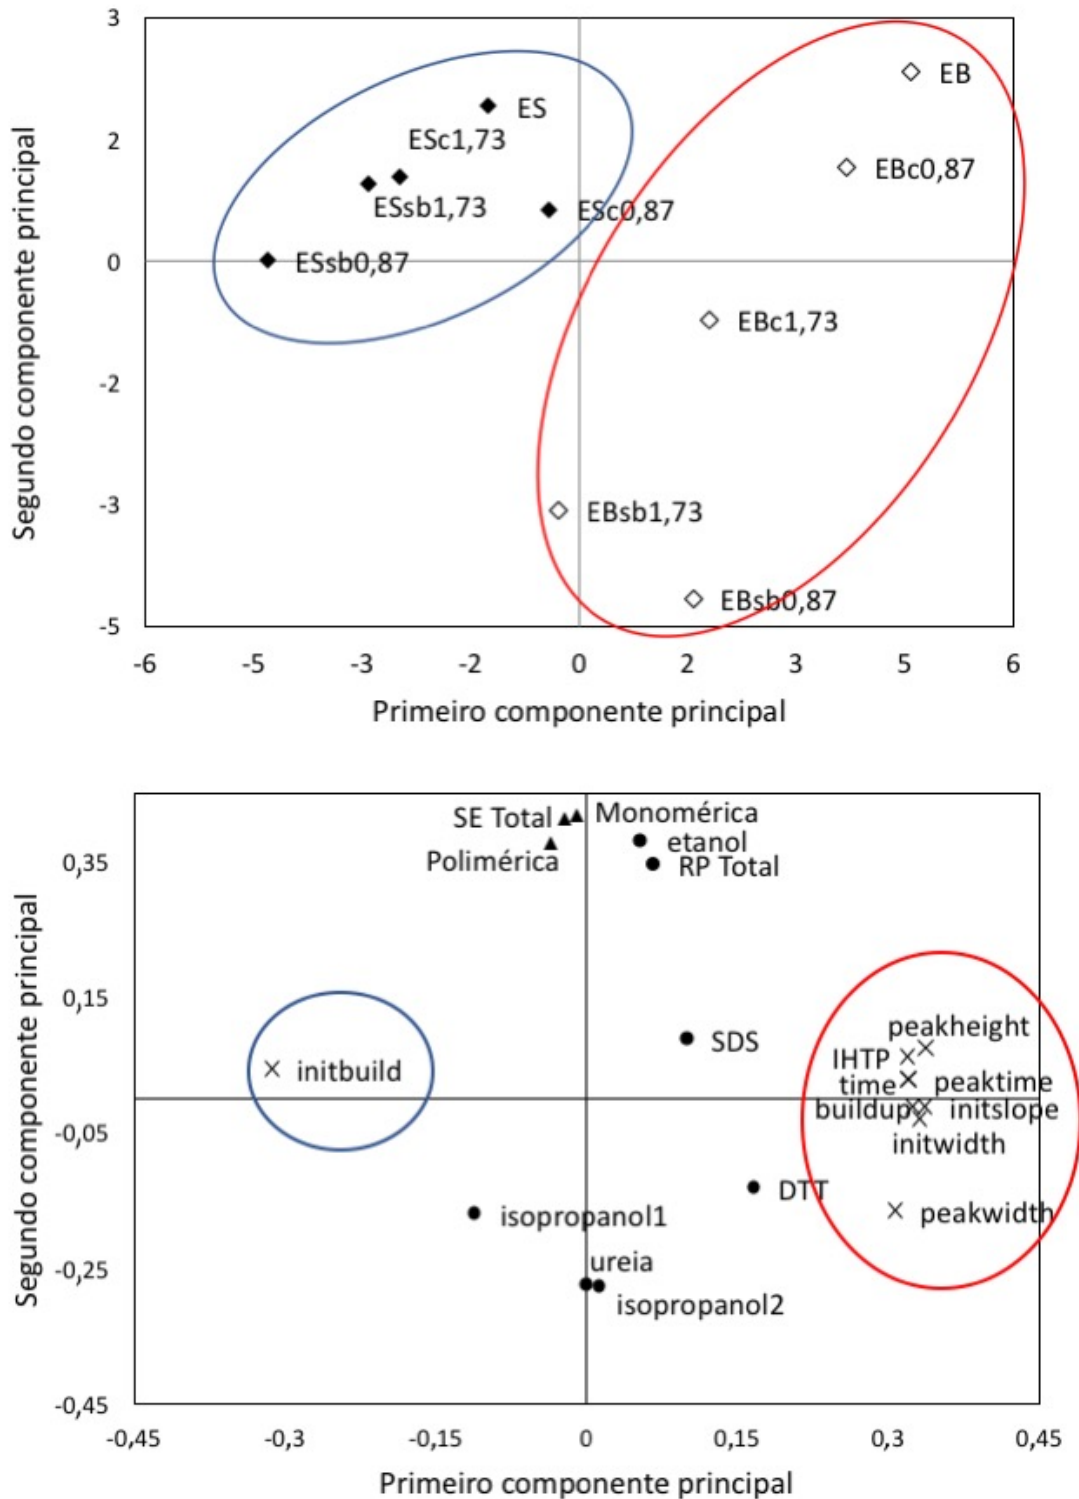 3
EB
ES
ESc1,73
2
EBc0,87
ESsb1,73
ESc0,87
0
ESsb0,87
EBc1,73
-2
-3
EBsb1,73
EBsb0,87
-5
Segundo componente principal
-6 -5 -3 -2 0 2 3 5 6
Primeiro componente principal
SE Total
Monomérica
etanol
Polimérica
RP Total
0,35
0,15
peakheight
SDS
IHTP
initbuild
time
peaktime
buildup
initslope
-0,05
initwidth
DTT
isopropanol1
peakwidth
-0,25
ureia
isopropanol2
-0,45
Segundo componente principal
-0,45 -0,3 -0,15 0 0,15 0,3 0,45
Primeiro componente principal